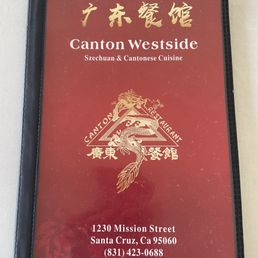 广东餐馆
Canton Westside
Szechuan & Cantonese Cuisine
CANTON RESTAURANT
廣東餐館
1230 Mission Street
Santa Cruz, Ca 95060
(831) 423-0688